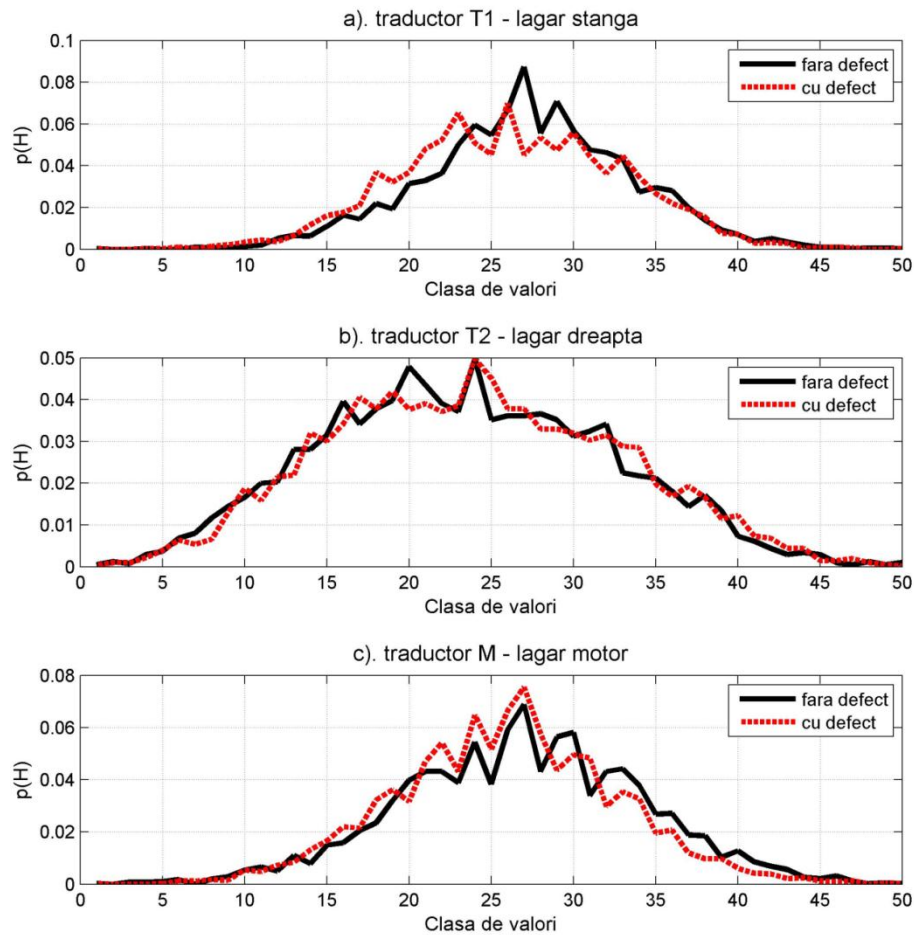 a). traductor T1 - lagar stanga
0.1
0.08
0.06
0.04
0.02
0
p(H)
fara defect
cu defect
0 5 10 15 20 25 30 35 40 45 50
Clasa de valori
b). traductor T2 - lagar dreapta
0.05
0.04
0.03
0.02
0.01
0
p(H)
fara defect
cu defect
0 5 10 15 20 25 30 35 40 45 50
Clasa de valori
c). traductor M - lagar motor
0.08
0.06
0.04
0.02
0
p(H)
fara defect
cu defect
0 5 10 15 20 25 30 35 40 45 50
Clasa de valori